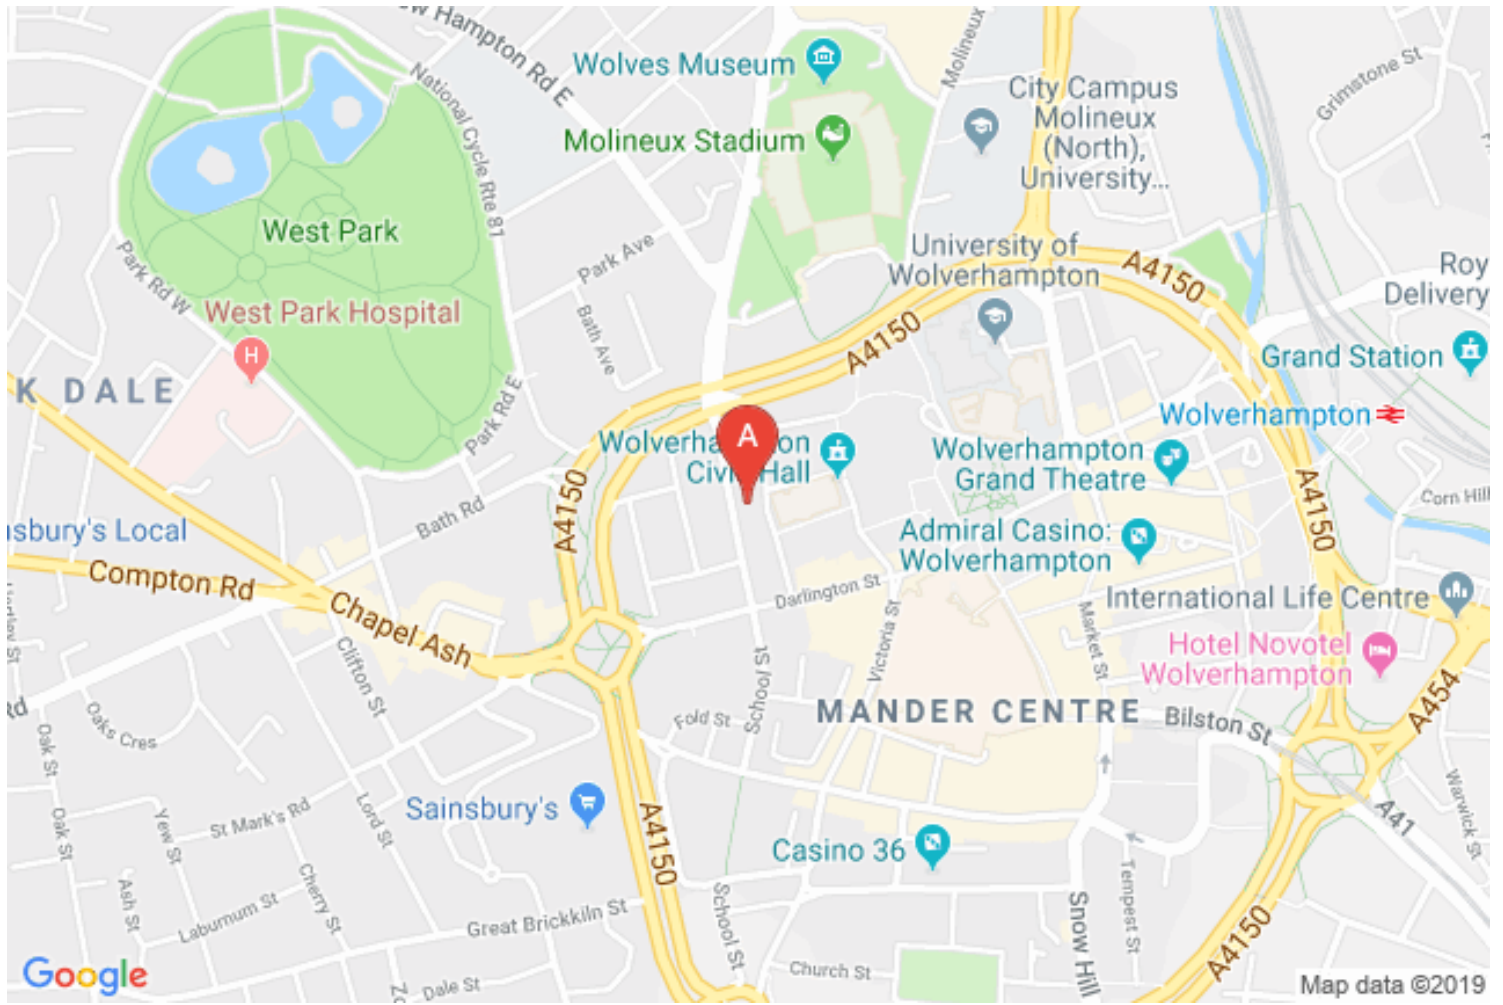 w Hampton Rd E
Molineux
Wolves Museum
Molineux Stadium
City Campus
Molineux
(North),
University...
Grimstone St
National Cycle Rte 81
West Park
Park Rd W
West Park Hospital
H
Park Ave
Bath Ave
University of
Wolverhampton
A4150
A4150
Roy
Delivery
Grand Station
K DALE
Park Rd E
Wolverhampton
A
Wolverha on
Civi Hall
Wolverhampton
Grand Theatre
A4150
A4150
Corn Hill
Bath Rd
nsbury's Local
Admiral Casino:
Wolverhampton
Compton Rd
Chapel Ash
Darlington St
International Life Centre
Market St
Victoria St
Hotel Novotel
Wolverhampton
Clifton St
School St
Rd
Oaks Cres
Oak St
Fold St
MANDER CENTRE
Bilston St
A454
Sainsbury's
A4150
St Mark's Rd
Lord St
Yew St
Oak St
Casino 36
A41
Warwick St
Ash St
Cherry St
Laburnum St
Great Brickkiln St
School St
Snow Hill
Tempest St
A4150
Church St
Dale St
Google
Map data ©2019